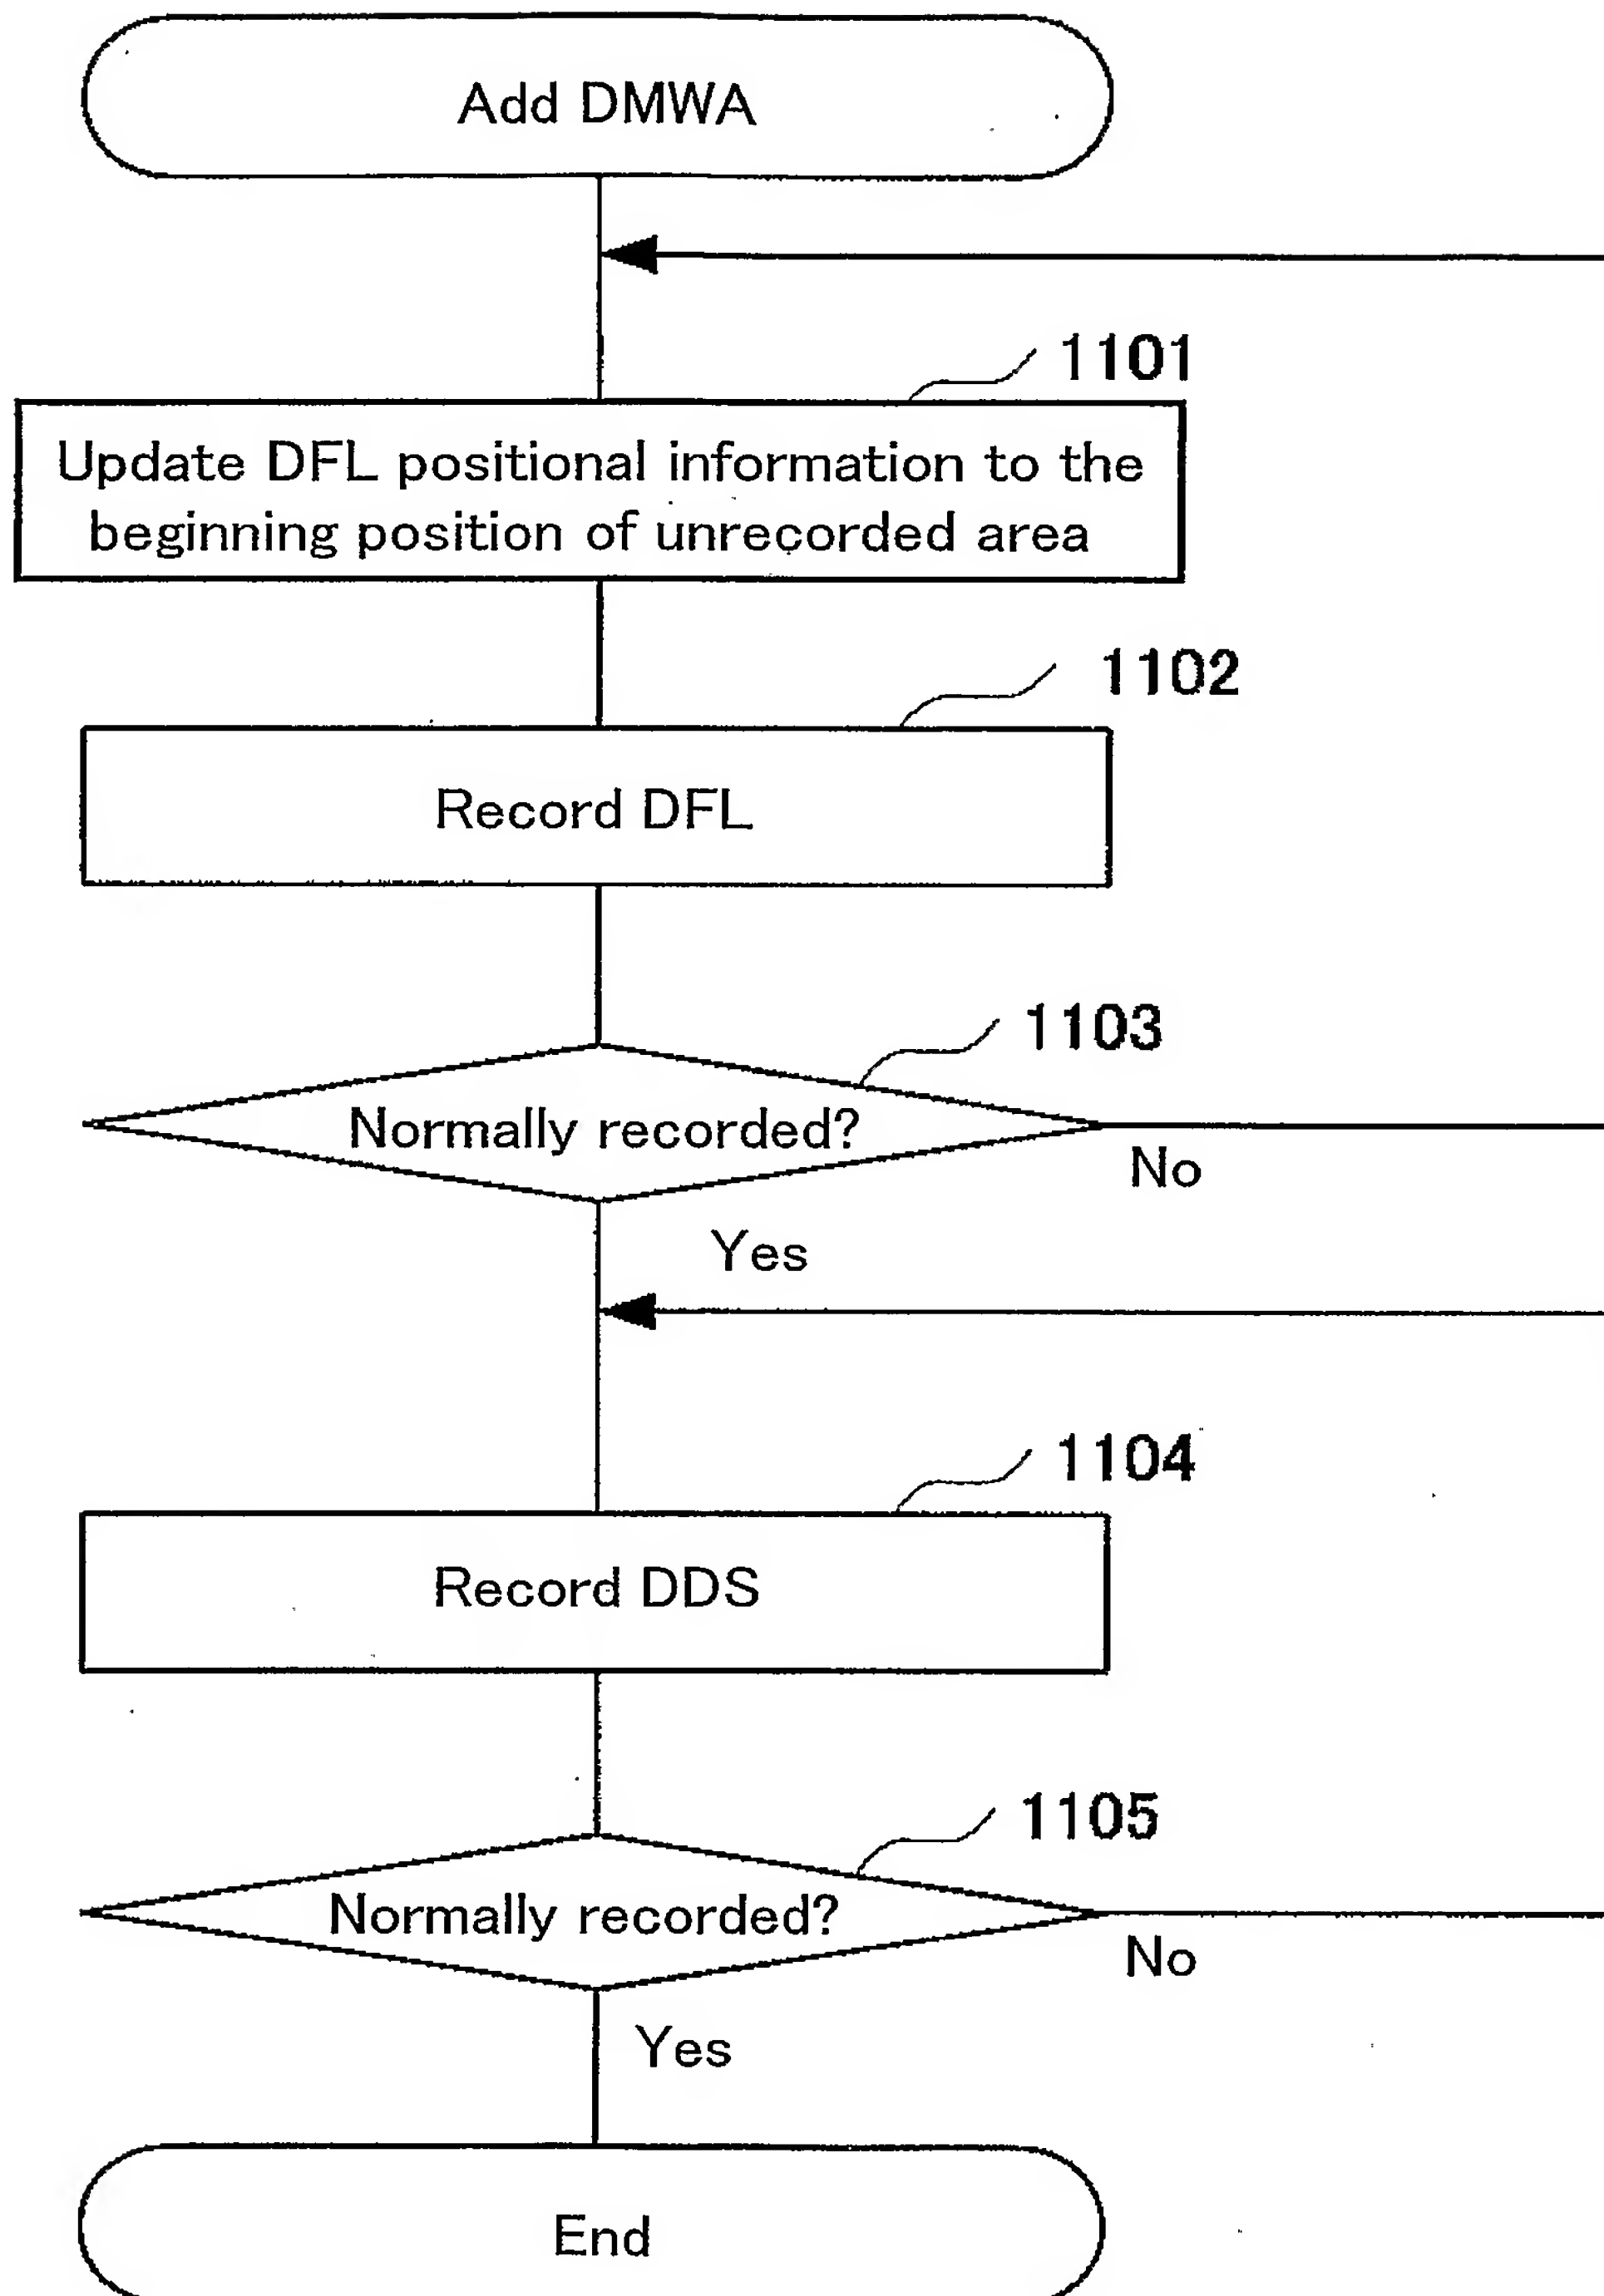 Add DMWA
1101
Update DFL positional information to the
beginning position of unrecorded area
1102
Record DFL
1103
Normally recorded?
No
Yes
1104
Record DDS
1105
Normally recorded?
No
Yes
End